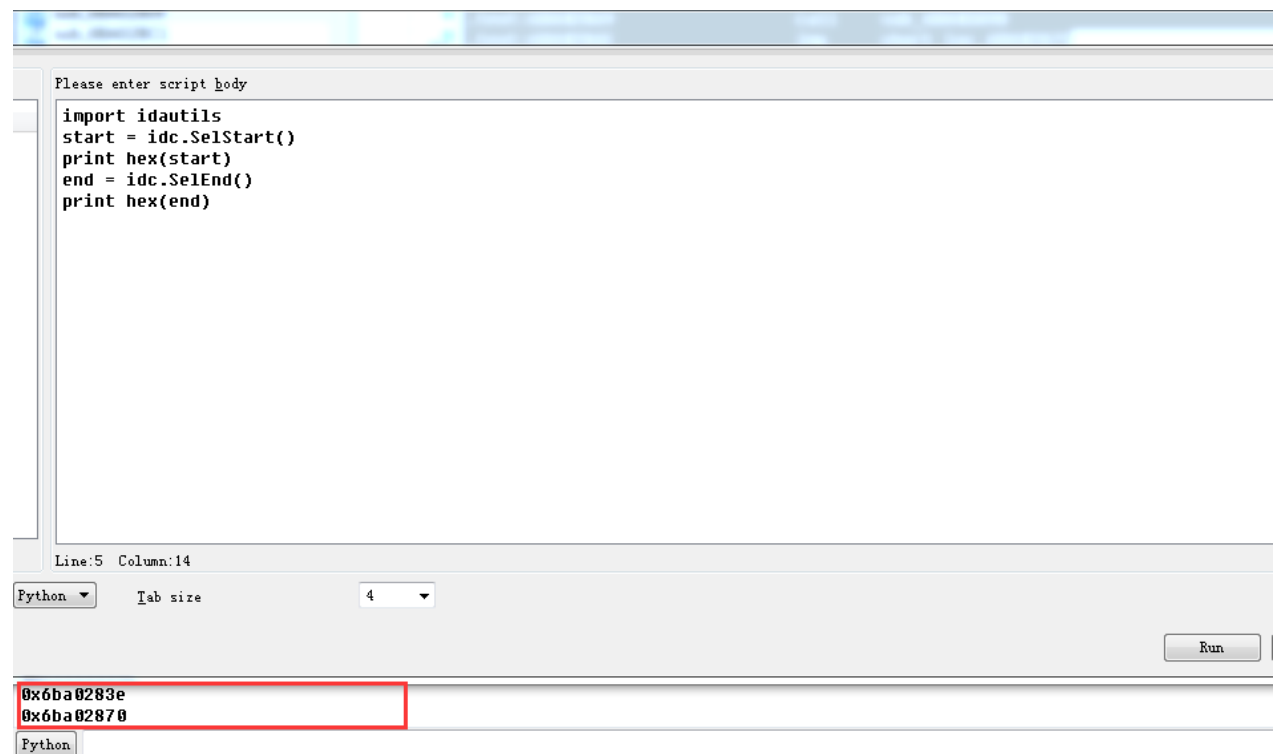 Please enter script body
import idautils
start = idc.SelStart()
print hex(start)
end = idc.SelEnd()
print hex(end)
Line:5 Column:14
Python
Tab size
4
Run
0x6ba0283e
0x6ba02870
Python